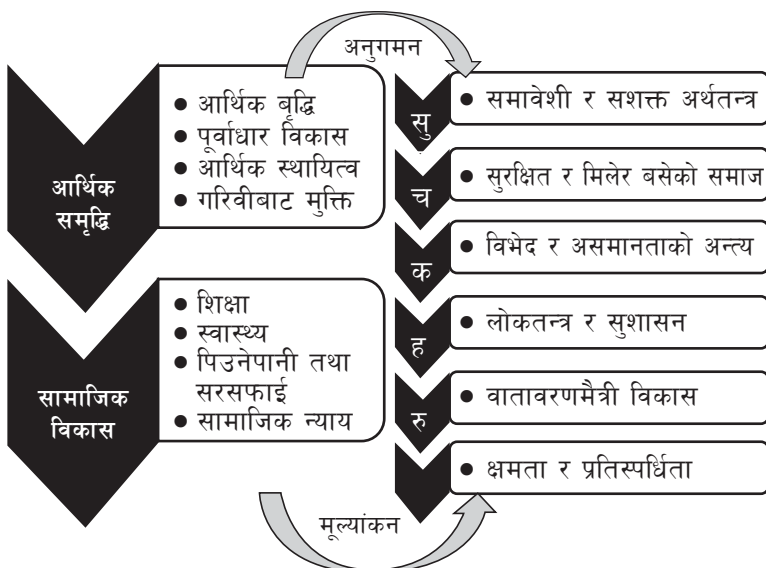 अनुगमन
आर्थिक
समृद्धि
• आर्थिक बृद्धि
• पूर्वाधार विकास
• आर्थिक स्थायित्व
• गरिवीबाट मुक्ति
सामाजिक
विकास
• शिक्षा
• स्वास्थ्य
• पिउनेपानी तथा
सरसफाई
• सामाजिक न्याय
सु
• समावेशी र सशक्त अर्थतन्त्र
च
• सुरक्षित र मिलेर बसेको समाज
क
• विभेद र असमानताको अन्त्य
ह
• लोकतन्त्र र सुशासन
रु
• वातावरणमैत्री विकास
• क्षमता र प्रतिस्पर्धिता
मूल्यांकन